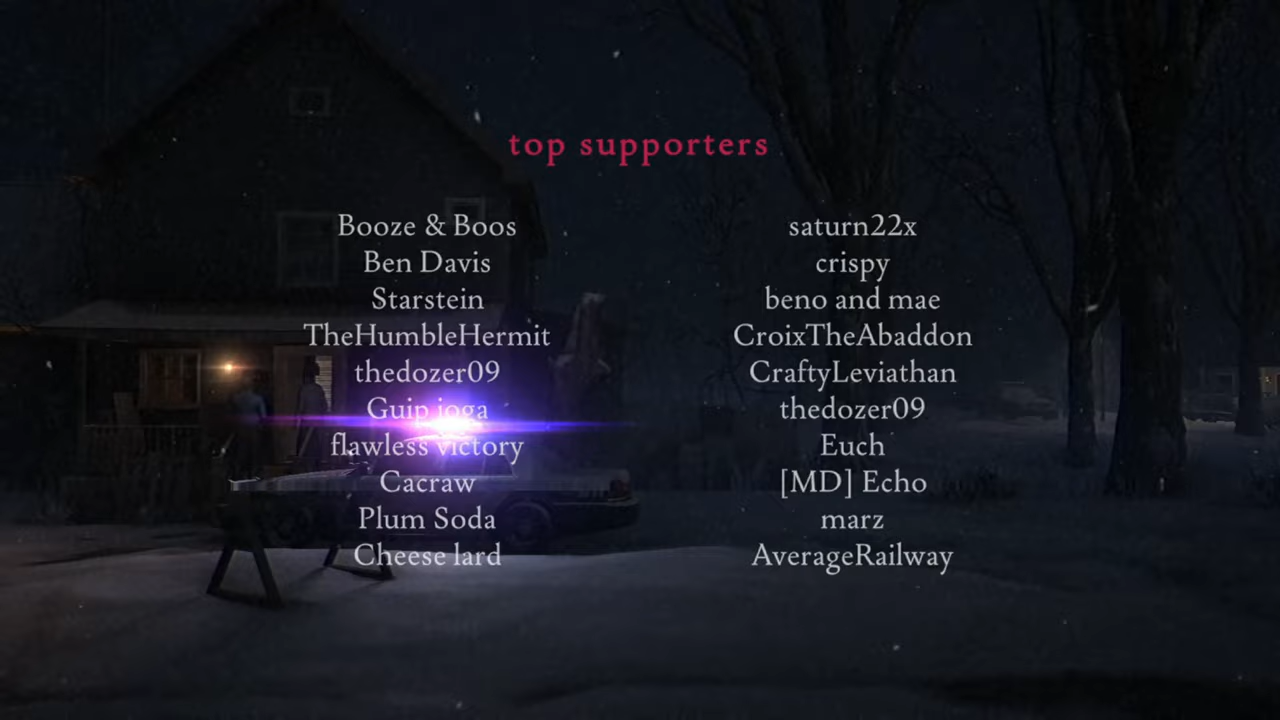 top supporters
Booze & Boos
Ben Davis
Starstein
TheHumbleHermit
thedozer09
Guip joga
flawless victory
Cacraw
Plum Soda
Cheese lard
saturn22x
crispy
beno and mae
CroixTheAbaddon
CraftyLeviathan
thedozer09
Euch
[MD] Echo
marz
AverageRailway